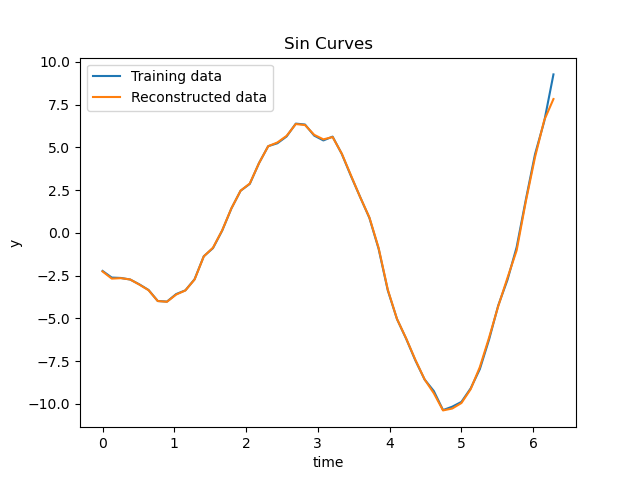 Sin Curves
Training data
Reconstructed data
10.0
7.5
5.0
2.5
0.0
−2.5
−5.0
−7.5
−10.0
y
0 1 2 3 4 5 6
time